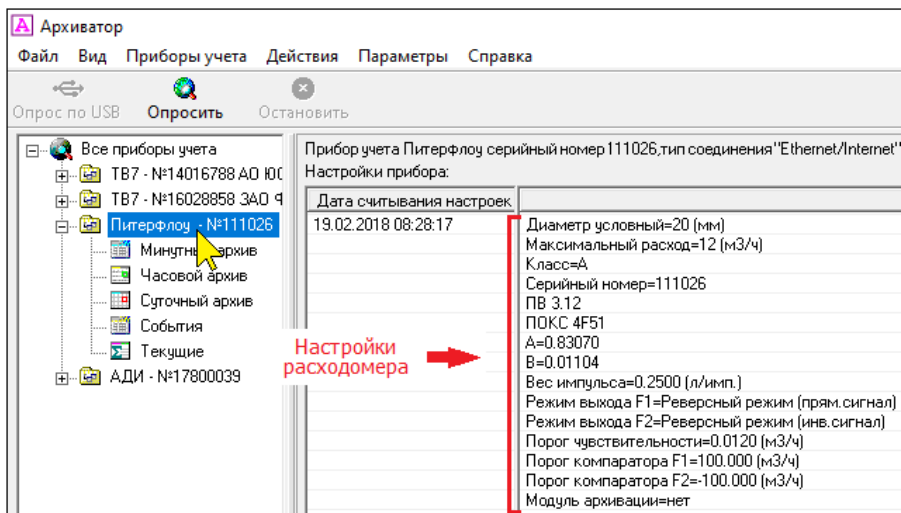 Архиватор
Файл Вид Приборы учета Действия Параметры Справка
Опрос по USB Опросить Остановить
Все приборы учета
ТВ7 - №14016788 АО
ТВ7 - №16028858 ЗАО
Питерфлоу - №111026
Минутный архив
Часовой архив
Суточный архив
События
Текущие
АДИ - №17800039
Прибор учета Питерфлоу серийный номер 111026,тип соединения"Ethernet/Internet"
Настройки прибора:
Дата считывания настроек
19.02.2018 08:28:17
Диаметр условный=20 (мм)
Максимальный расход=12 (м3/ч)
Класс=A
Серийный номер=111026
ПВ 3.12
ПОКС 4F51
A=0.83070
B=0.01104
Вес импульса=0.2500 (л/имп.)
Режим выхода F1=Реверсный режим (прям.сигнал)
Режим выхода F2=Реверсный режим (инв.сигнал)
Порог чувствительности=0.0120 (м3/ч)
Порог компаратора F1=100.000 (м3/ч)
Порог компаратора F2=-100.000 (м3/ч)
Модуль архивации=нет
Настройки
расходомера